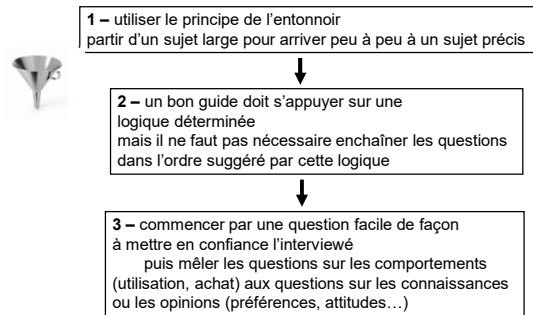 1 – utiliser le principe de l'entonnoir
partir d'un sujet large pour arriver peu à peu à un sujet précis
2 – un bon guide doit s'appuyer sur une
logique déterminée
mais il ne faut pas nécessaire enchaîner les questions
dans l'ordre suggéré par cette logique
3 – commencer par une question facile de façon
à mettre en confiance l'interviewé
puis mêler les questions sur les comportements
(utilisation, achat) aux questions sur les connaissances
ou les opinions (préférences, attitudes…)